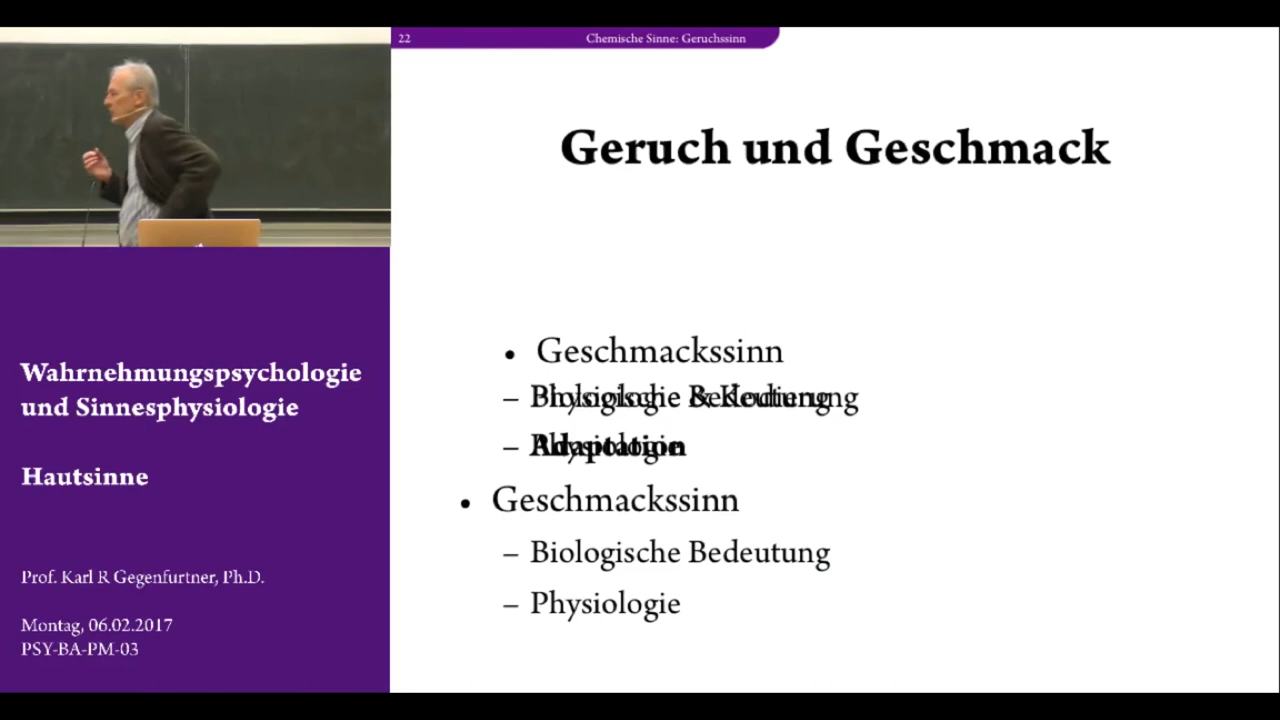 22
Chemische Sinne: Geruchssinn
Geruch und Geschmack
• Geschmackssinn
–
–
• Geschmackssinn
– Biologische Bedeutung
– Physiologie
Wahrnehmungspsychologie
und Sinnesphysiologie
Hautsinne
Prof. Karl R Gegenfurtner, Ph.D.
Montag, 06.02.2017
PSY-BA-PM-03